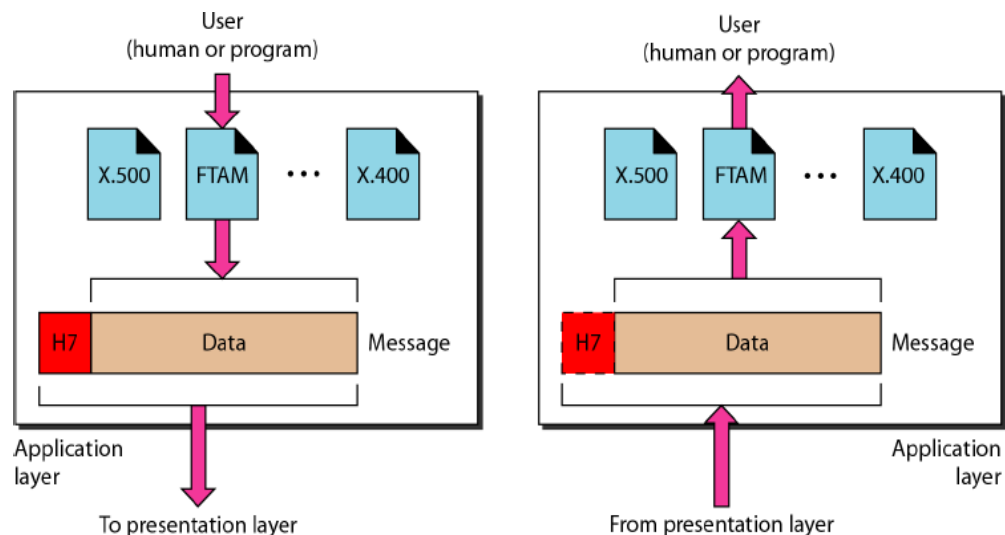 User
(human or program)
X.500
FTAM
...
X.400
H7
Data
Message
Application
layer
To presentation layer
User
(human or program)
X.500
FTAM
...
X.400
H7
Data
Message
Application
layer
From presentation layer